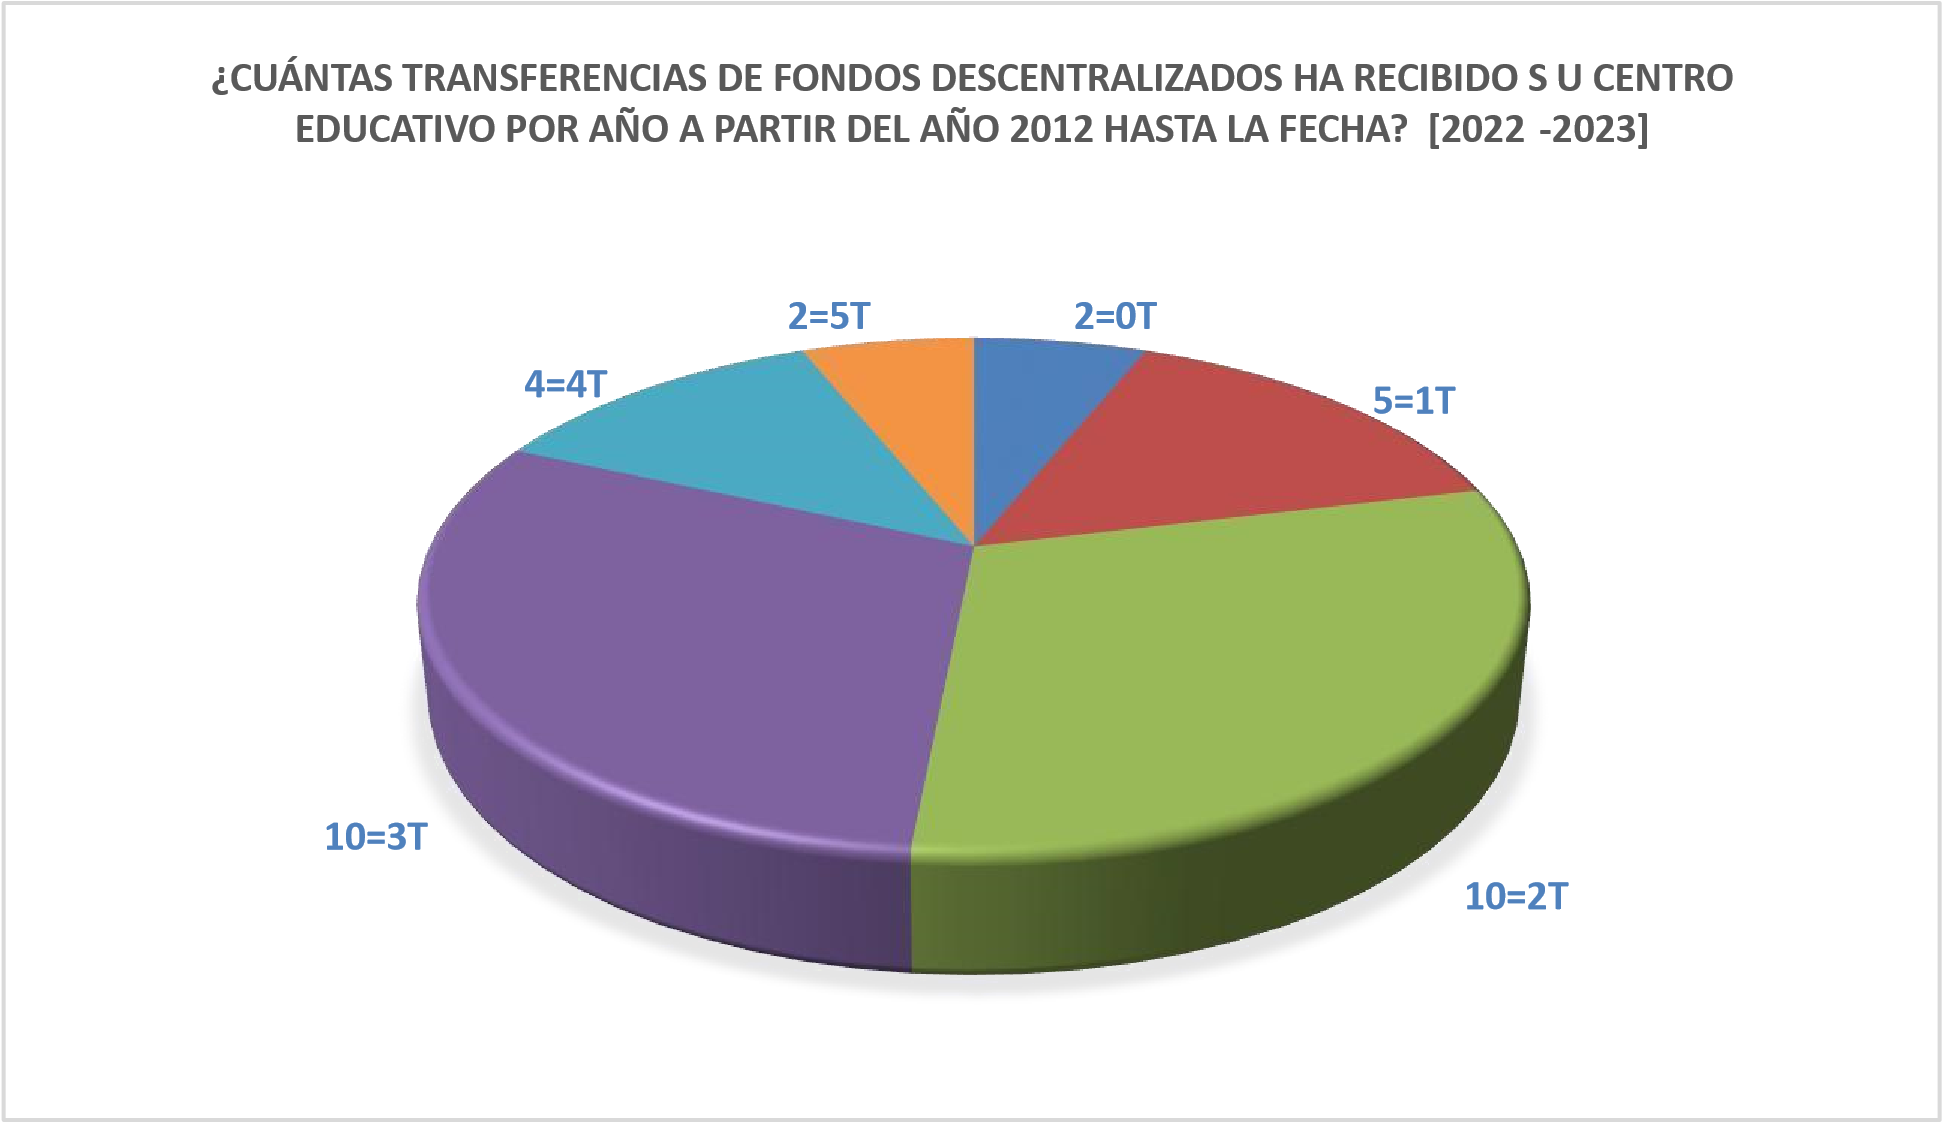 ¿CUÁNTAS TRANSFERENCIAS DE FONDOS DESCENTRALIZADOS HA RECIBIDO S U CENTRO
EDUCATIVO POR AÑO A PARTIR DEL AÑO 2012 HASTA LA FECHA? [2022 -2023]
2=5T
2=0T
4=4T
5=1T
10=3T
10=2T